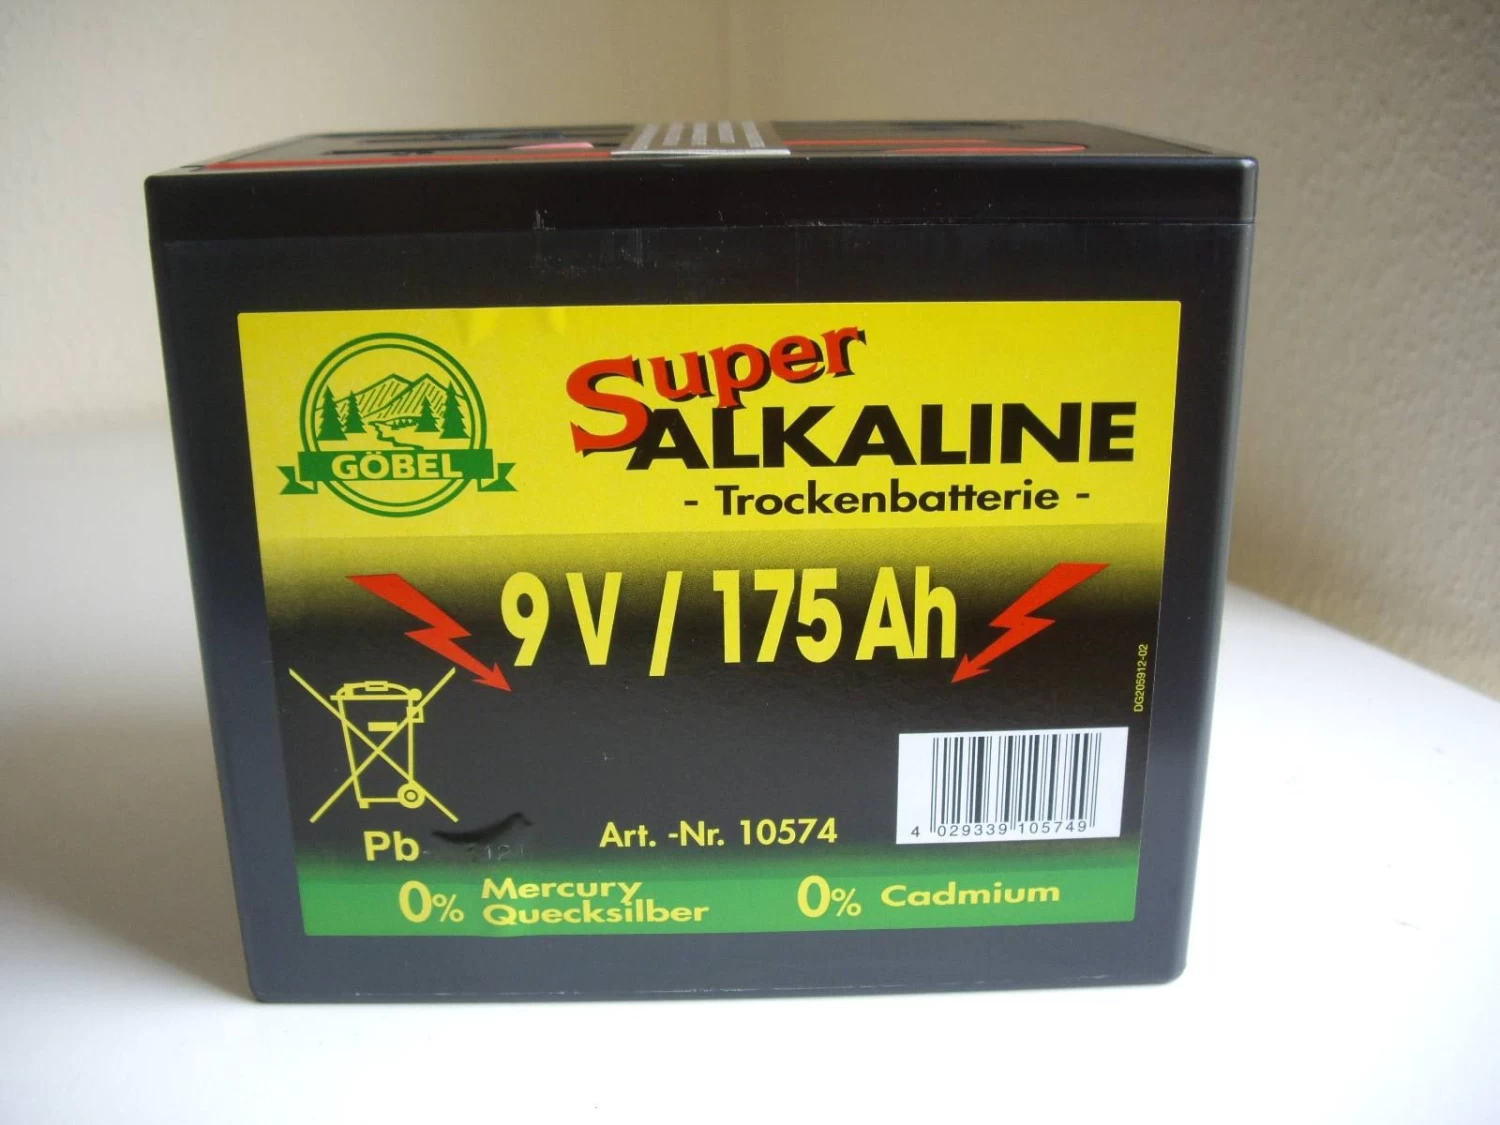 GÖBEL
Super
ALKALINE
- Trockenbatterie -
9 V / 175 Ah
DG205912-02
Pb
Art. -Nr. 10574
4 029339 105749
0% Mercury
Quecksilber
0% Cadmium